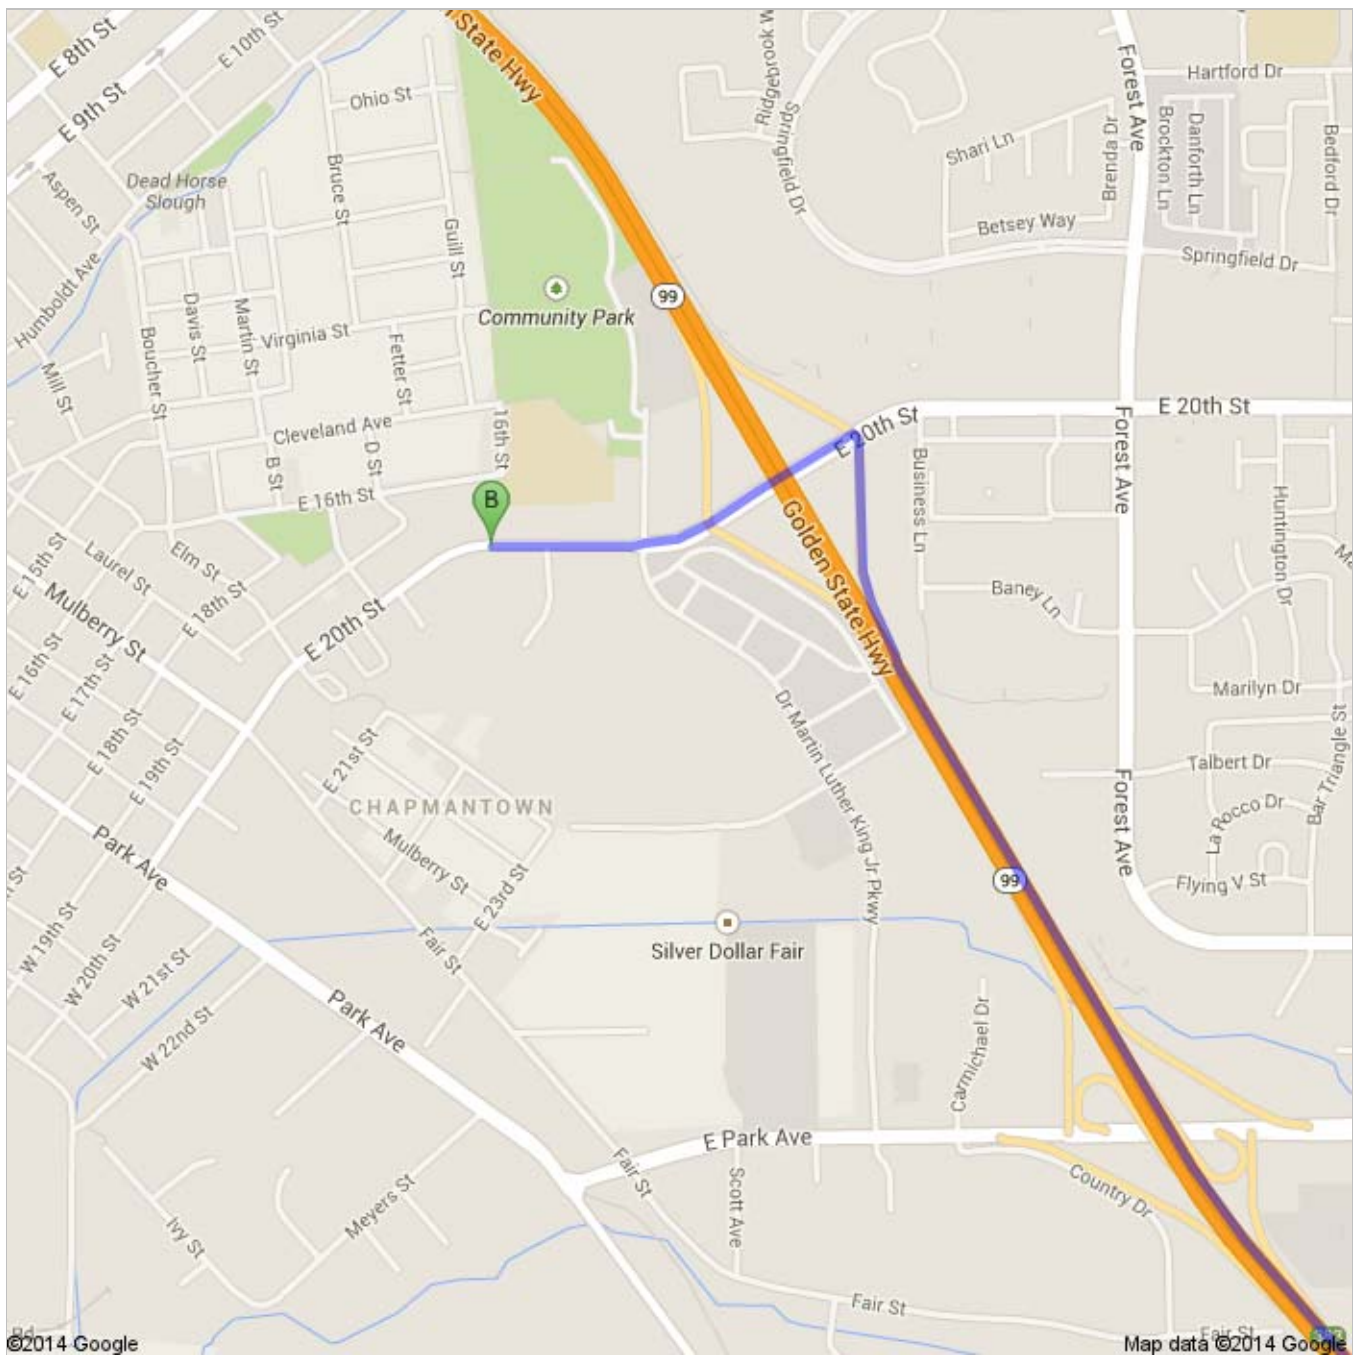 E 8th St
E 9th St
E 10th St
n State Hwy
Ohio St
Bruce St
Guill St
Dead Horse
Slough
Aspen St
Humboldt Ave
Mill St
Boucher St
Davis St
Martin St
Virginia St
Fetter St
Cleveland Ave
16th St
B St
D St
E 16th St
Community Park
99
Springfield Dr
Shari Ln
Brenda Dr
Betsey Way
Forest Ave
Hartford Dr
Brockton Ln
Danforth Ln
Bedford Dr
Springfield Dr
E 20th St
E 20th St
Forest Ave
Business Ln
Huntington Dr
Baney Ln
Marilyn Dr
Talbert Dr
La Rocco Dr
Bar Triangle St
Flying V St
Forest Ave
B
Golden State Hwy
E 15th St
Laurel St
Elm St
E 18th St
Mulberry St
E 20th St
E 16th St
E 17th St
E 18th St
E 19th St
E 21st St
CHAPMANTOWN
Mulberry St
E 23rd St
Dr Martin Luther King Jr Pkwy
99
Park Ave
Fair St
Silver Dollar Fair
W 19th St
W 20th St
W 21st St
W 22nd St
Park Ave
Carmichael Dr
E Park Ave
Fair St
Scott Ave
Country Dr
Ivy St
Meyers St
Fair St
Fair St
Rd
©2014 Google
Map data ©2014 Google